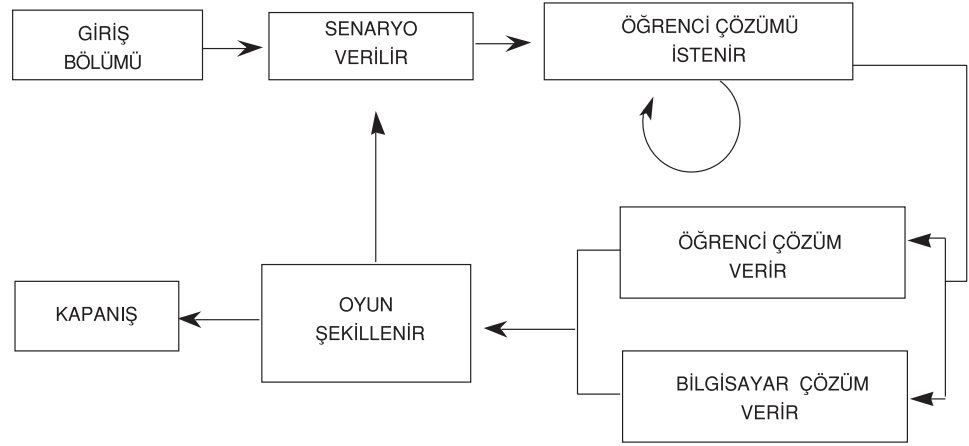 GİRİŞ
BÖLÜMÜ
SENARYO
VERİLİR
ÖĞRENCİ ÇÖZÜMÜ
İSTENİR
ÖĞRENCİ ÇÖZÜM
VERİR
BİLGİSAYAR ÇÖZÜM
VERİR
OYUN
ŞEKİLLENİR
KAPANIŞ